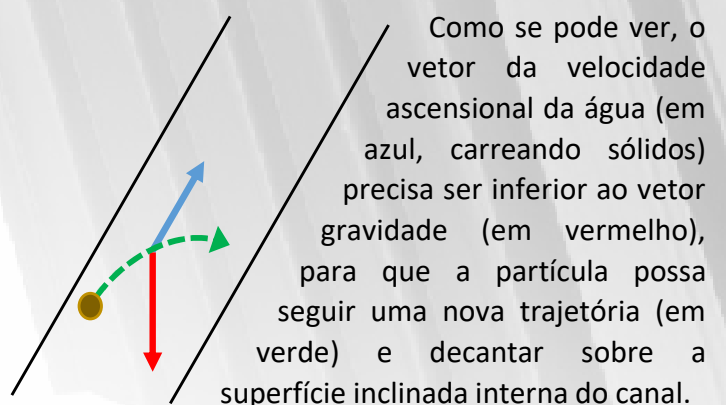 Como se pode ver, o
vetor da velocidade
ascensional da água (em
azul, carreando sólidos)
precisa ser inferior ao vetor
gravidade (em vermelho),
para que a partícula possa
seguir uma nova trajetória (em
verde) e decantar sobre a
superfície inclinada interna do canal.